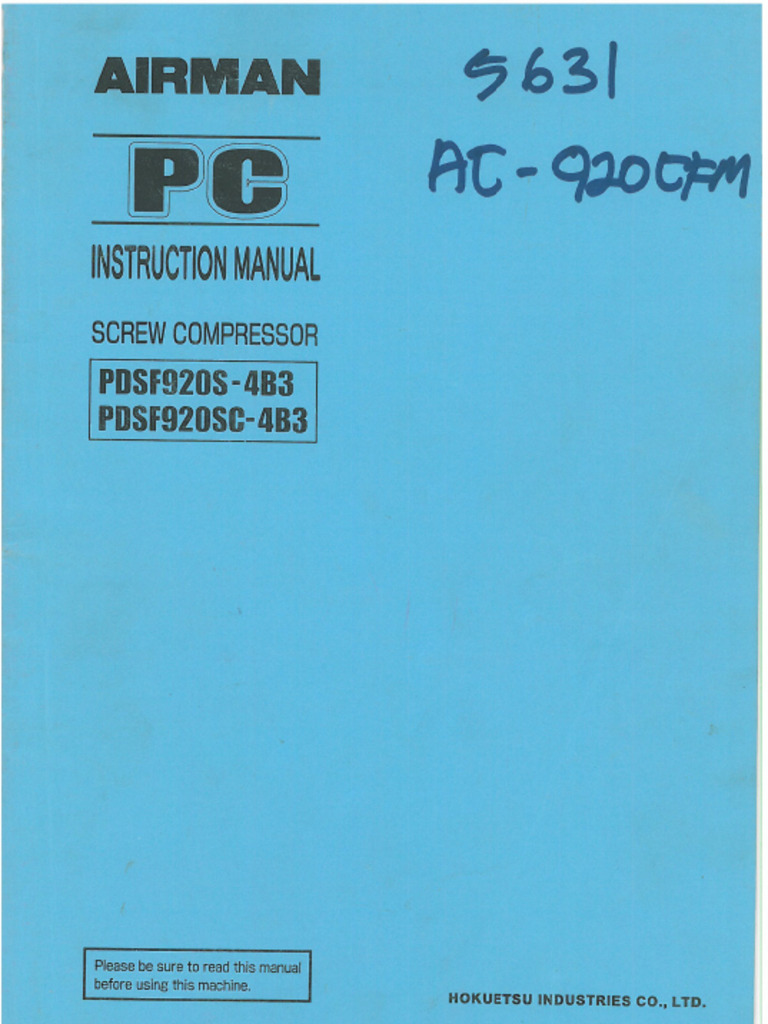 AIRMAN
PC
INSTRUCTION MANUAL
SCREW COMPRESSOR
PDSF920S-4B3
PDSF920SC-4B3
5631
AC-920CFM
Please be sure to read this manual
before using this machine.
HOKUETSU INDUSTRIES CO., LTD.